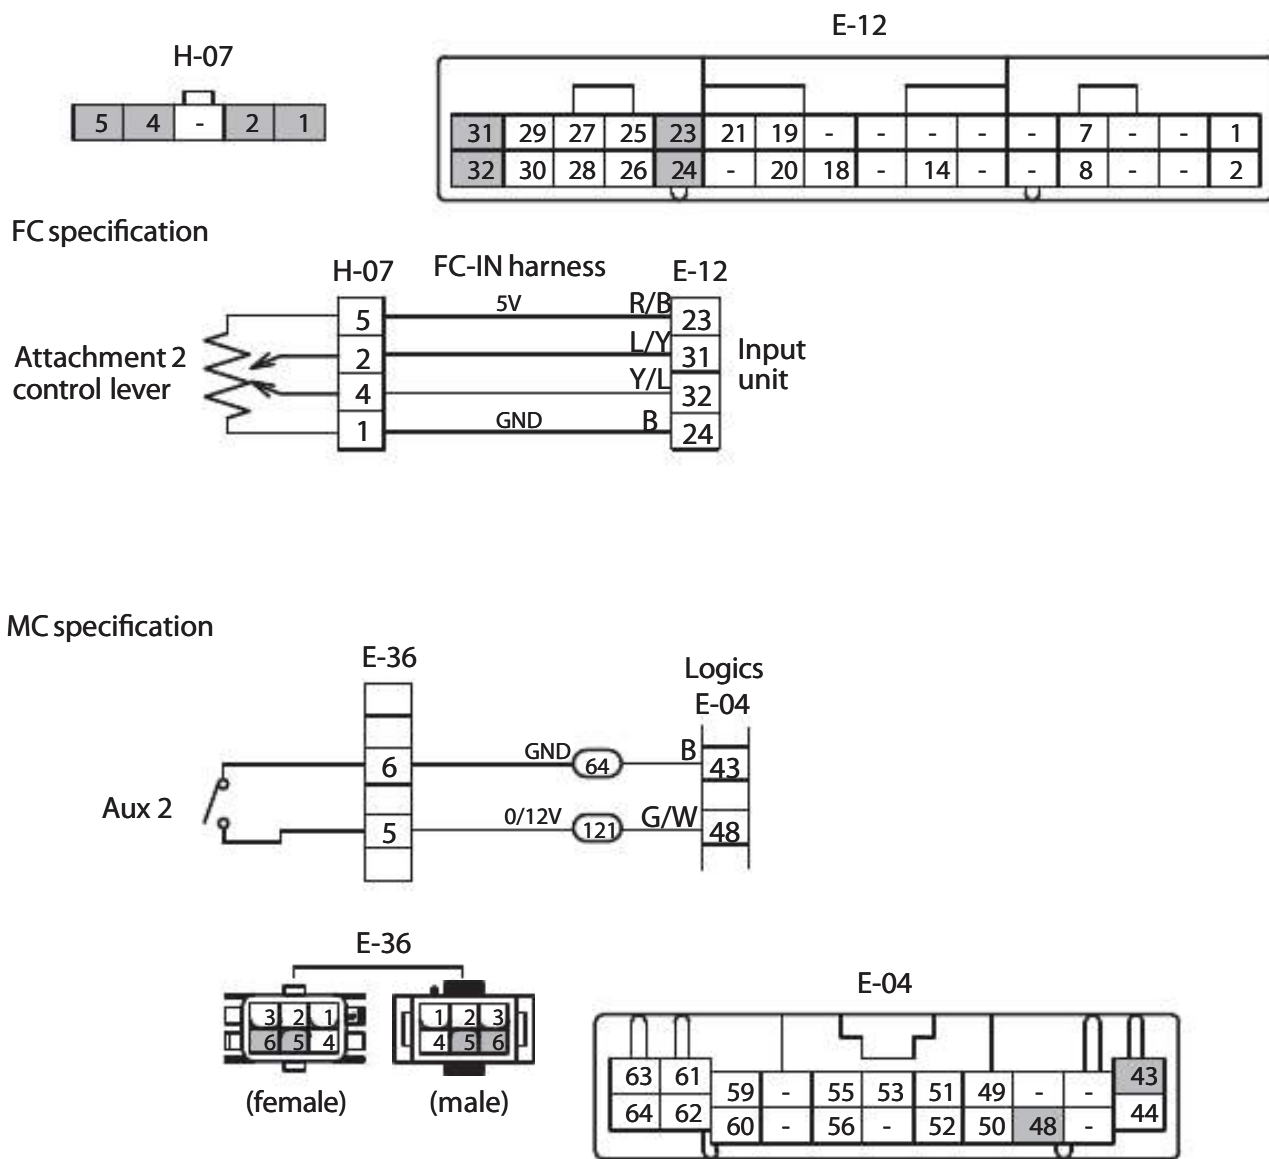 E-12
H-07
5 4 - 2 1
31 29 27 25 23 21 19 - - - - - 7 - - 1
32 30 28 26 24 - 20 18 - 14 - - 8 - - 2
FC specification
H-07 FC-IN harness E-12
5 5V R/B 23
Attachment 2
control lever
2 L/Y 31
4 Y/L 32
1 GND B 24
Input
unit
MC specification
E-36
Logics
E-04
6 GND 64 B 43
Aux 2
5 0/12V 121 G/W 48
E-36
3 2 1
6 5 4
(female)
1 2 3
4 5 6
(male)
E-04
63 61 59 - 55 53 51 49 - - 43
64 62 60 - 56 - 52 50 48 - 44